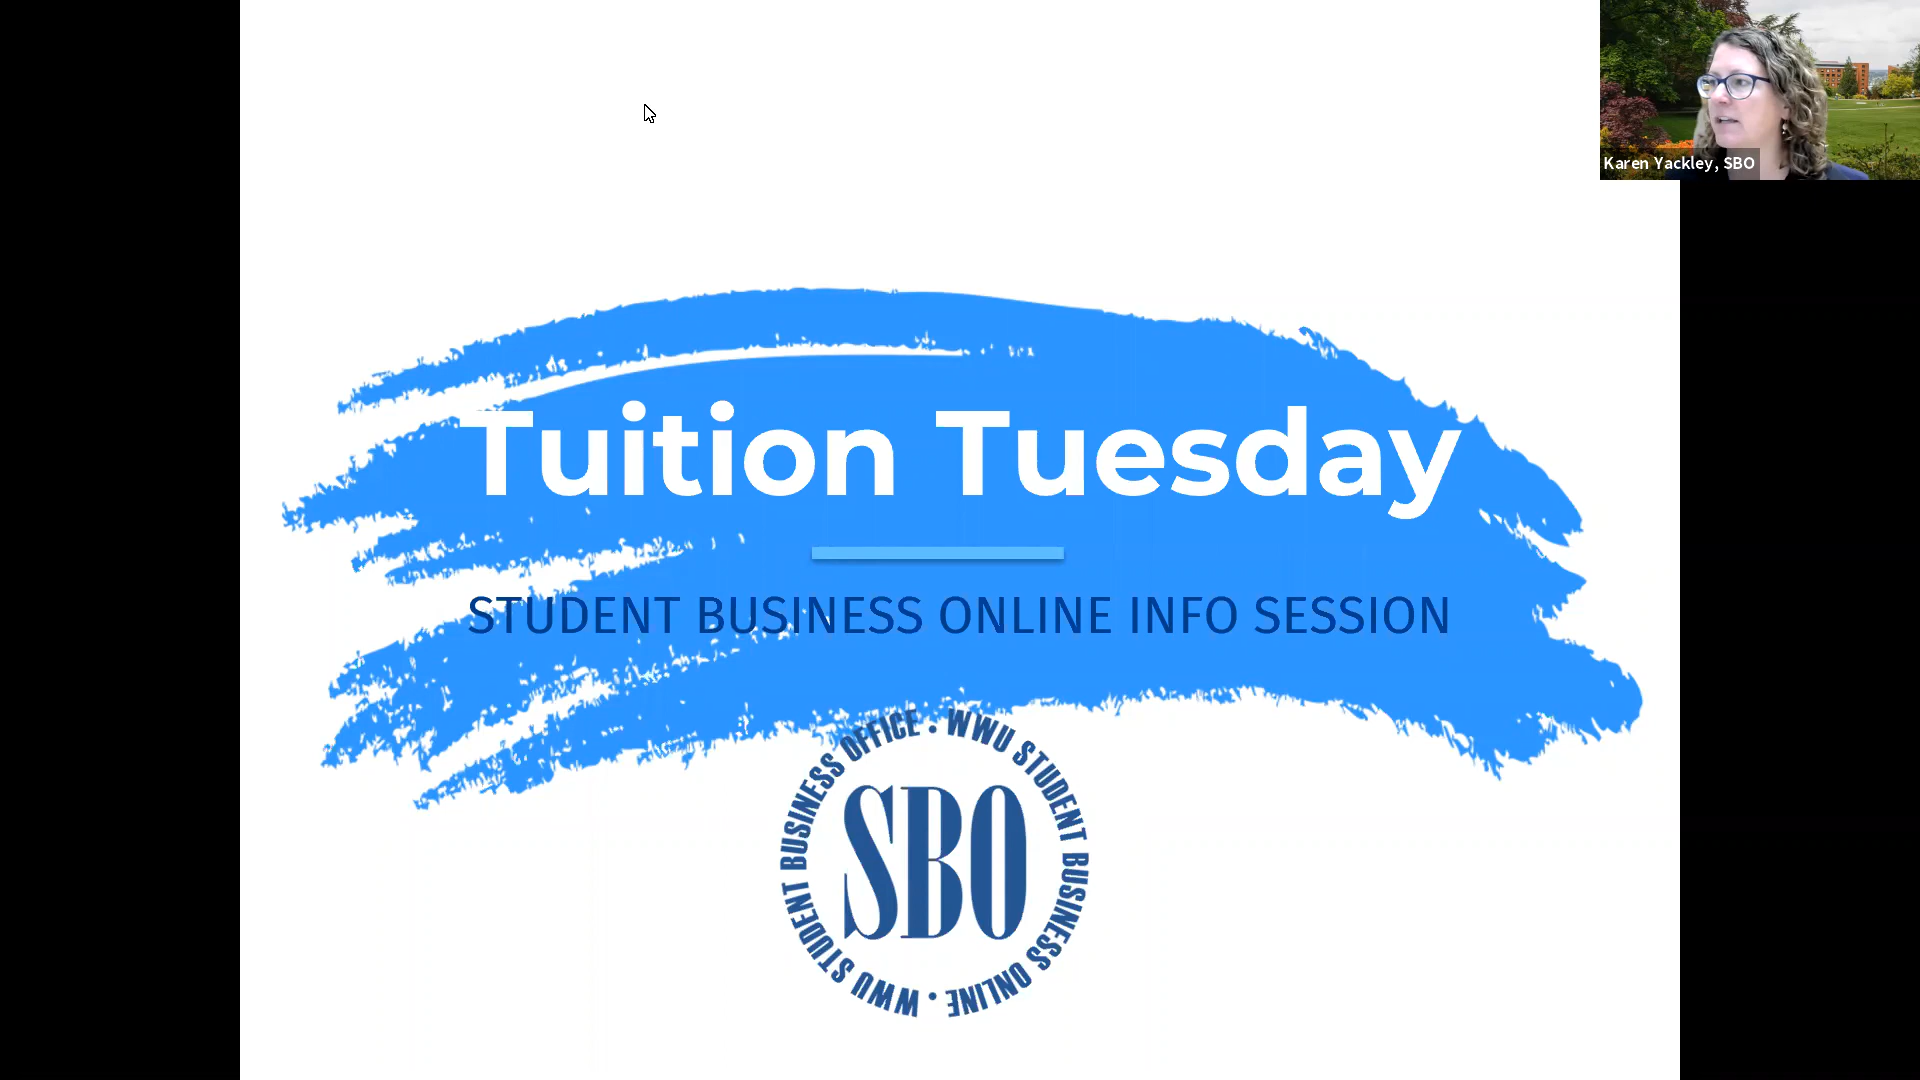 Karen Yackley, SBO
Tuition Tuesday
STUDENT BUSINESS ONLINE INFO SESSION
WWU STUDENT BUSINESS OFFICE • WWU STUDENT BUSINESS ONLINE •
SBO